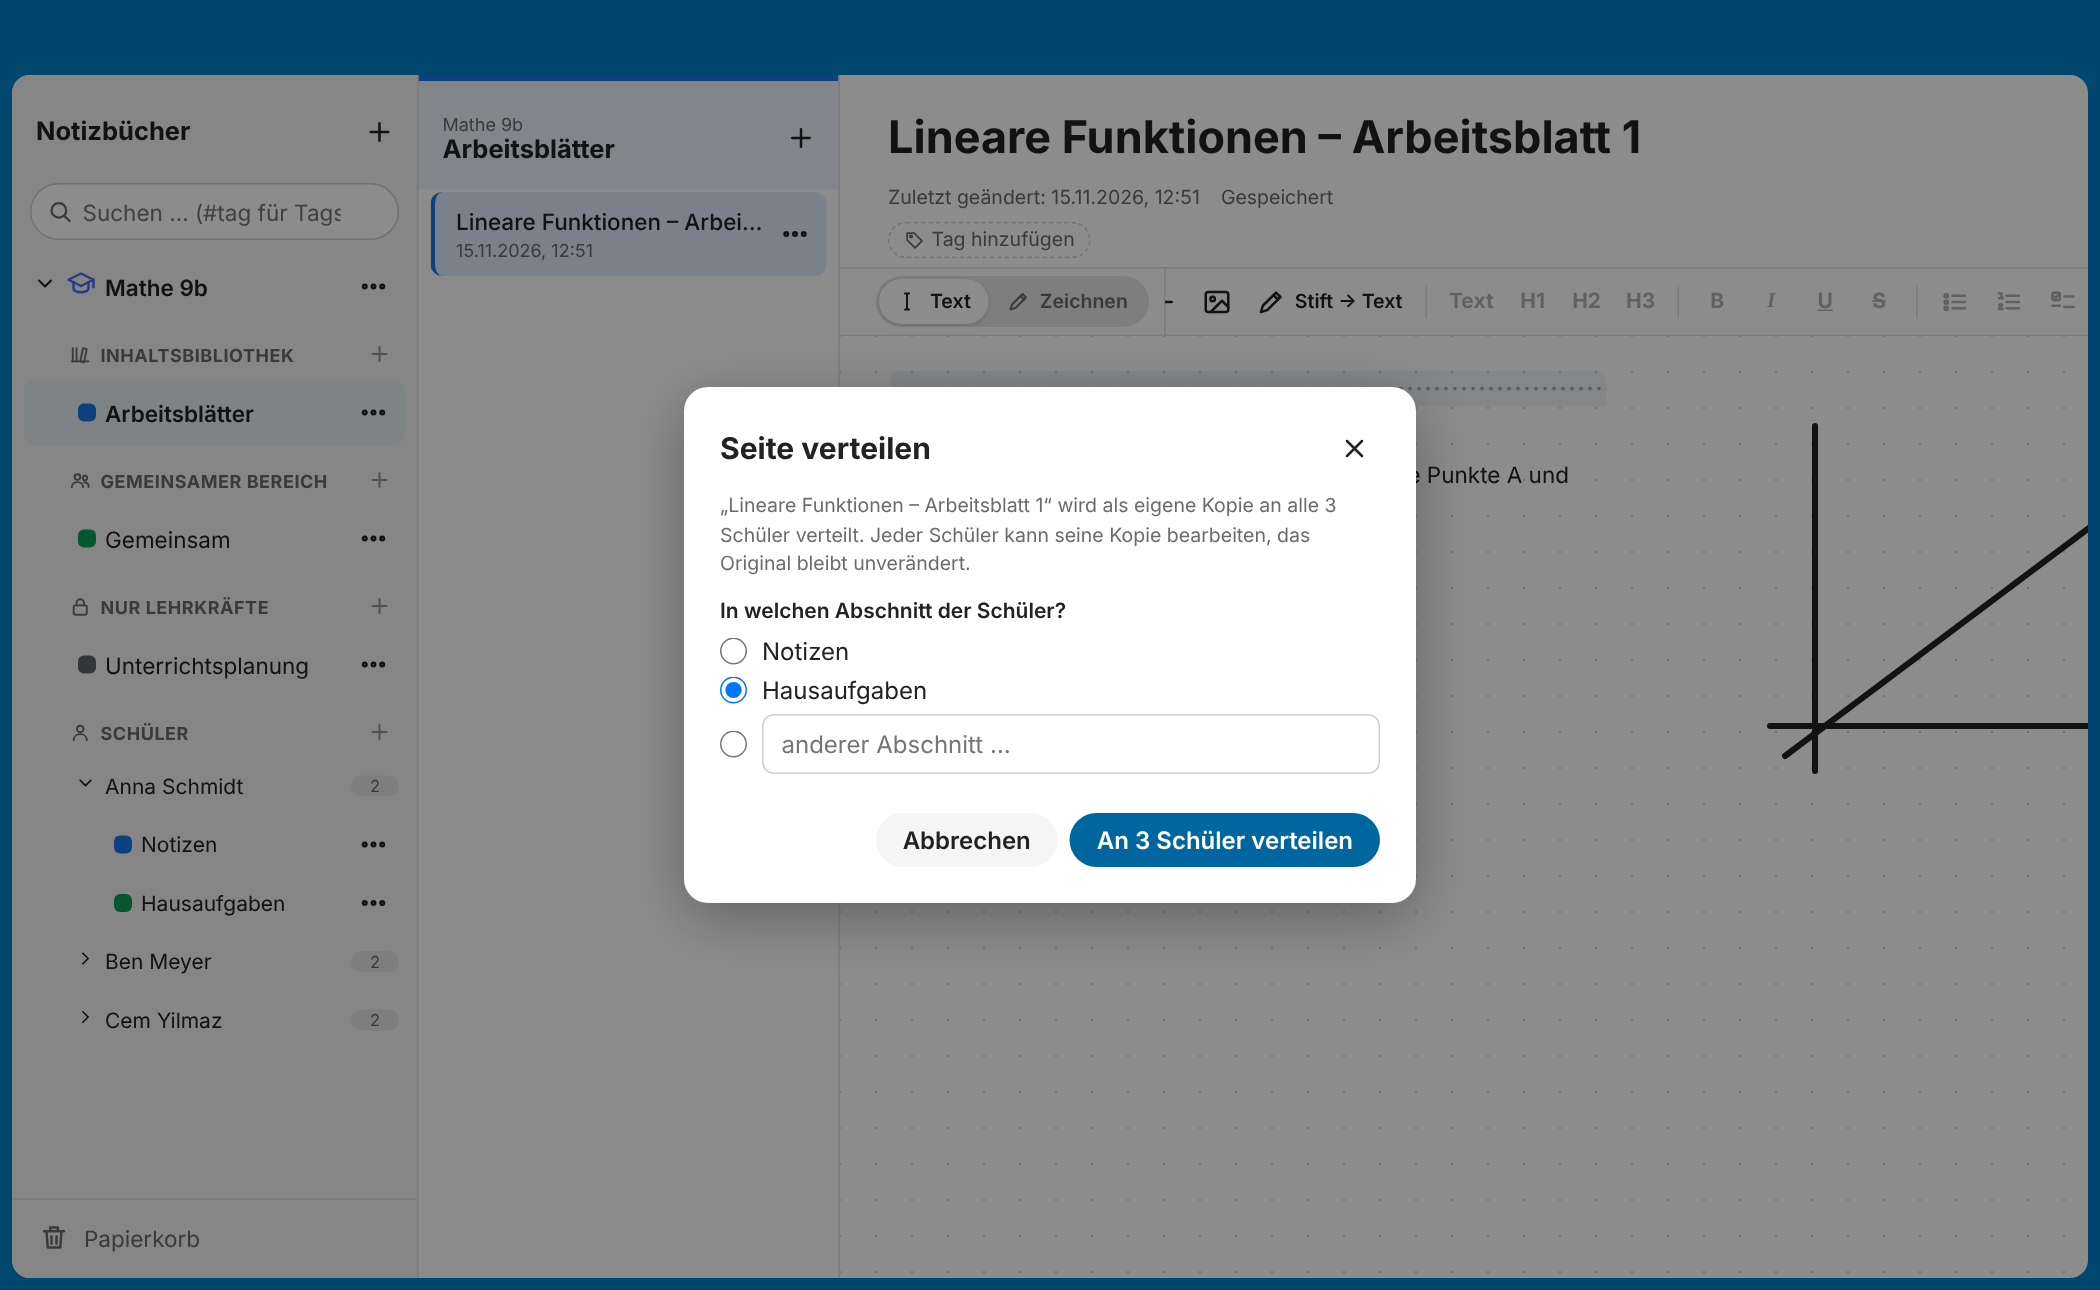 Notizbücher
Suchen ... (#tag für Tags
Mathe 9b
INHALTSBIBLIOTHEK
Arbeitsblätter
GEMEINSAMER BEREICH
Gemeinsam
NUR LEHRKRÄFTE
Unterrichtsplanung
SCHÜLER
Anna Schmidt 2
Notizen
Hausaufgaben
Ben Meyer 2
Cem Yilmaz 2
Papierkorb
Mathe 9b
Arbeitsblätter
Lineare Funktionen – Arbei...
15.11.2026, 12:51
Lineare Funktionen – Arbeitsblatt 1
Zuletzt geändert: 15.11.2026, 12:51 Gespeichert
Tag hinzufügen
Text Zeichnen Stift → Text Text H1 H2 H3 B I U S
Punkte A und
Seite verteilen
„Lineare Funktionen – Arbeitsblatt 1“ wird als eigene Kopie an alle 3
Schüler verteilt. Jeder Schüler kann seine Kopie bearbeiten, das
Original bleibt unverändert.
In welchen Abschnitt der Schüler?
Notizen
Hausaufgaben
anderer Abschnitt ...
Abbrechen An 3 Schüler verteilen